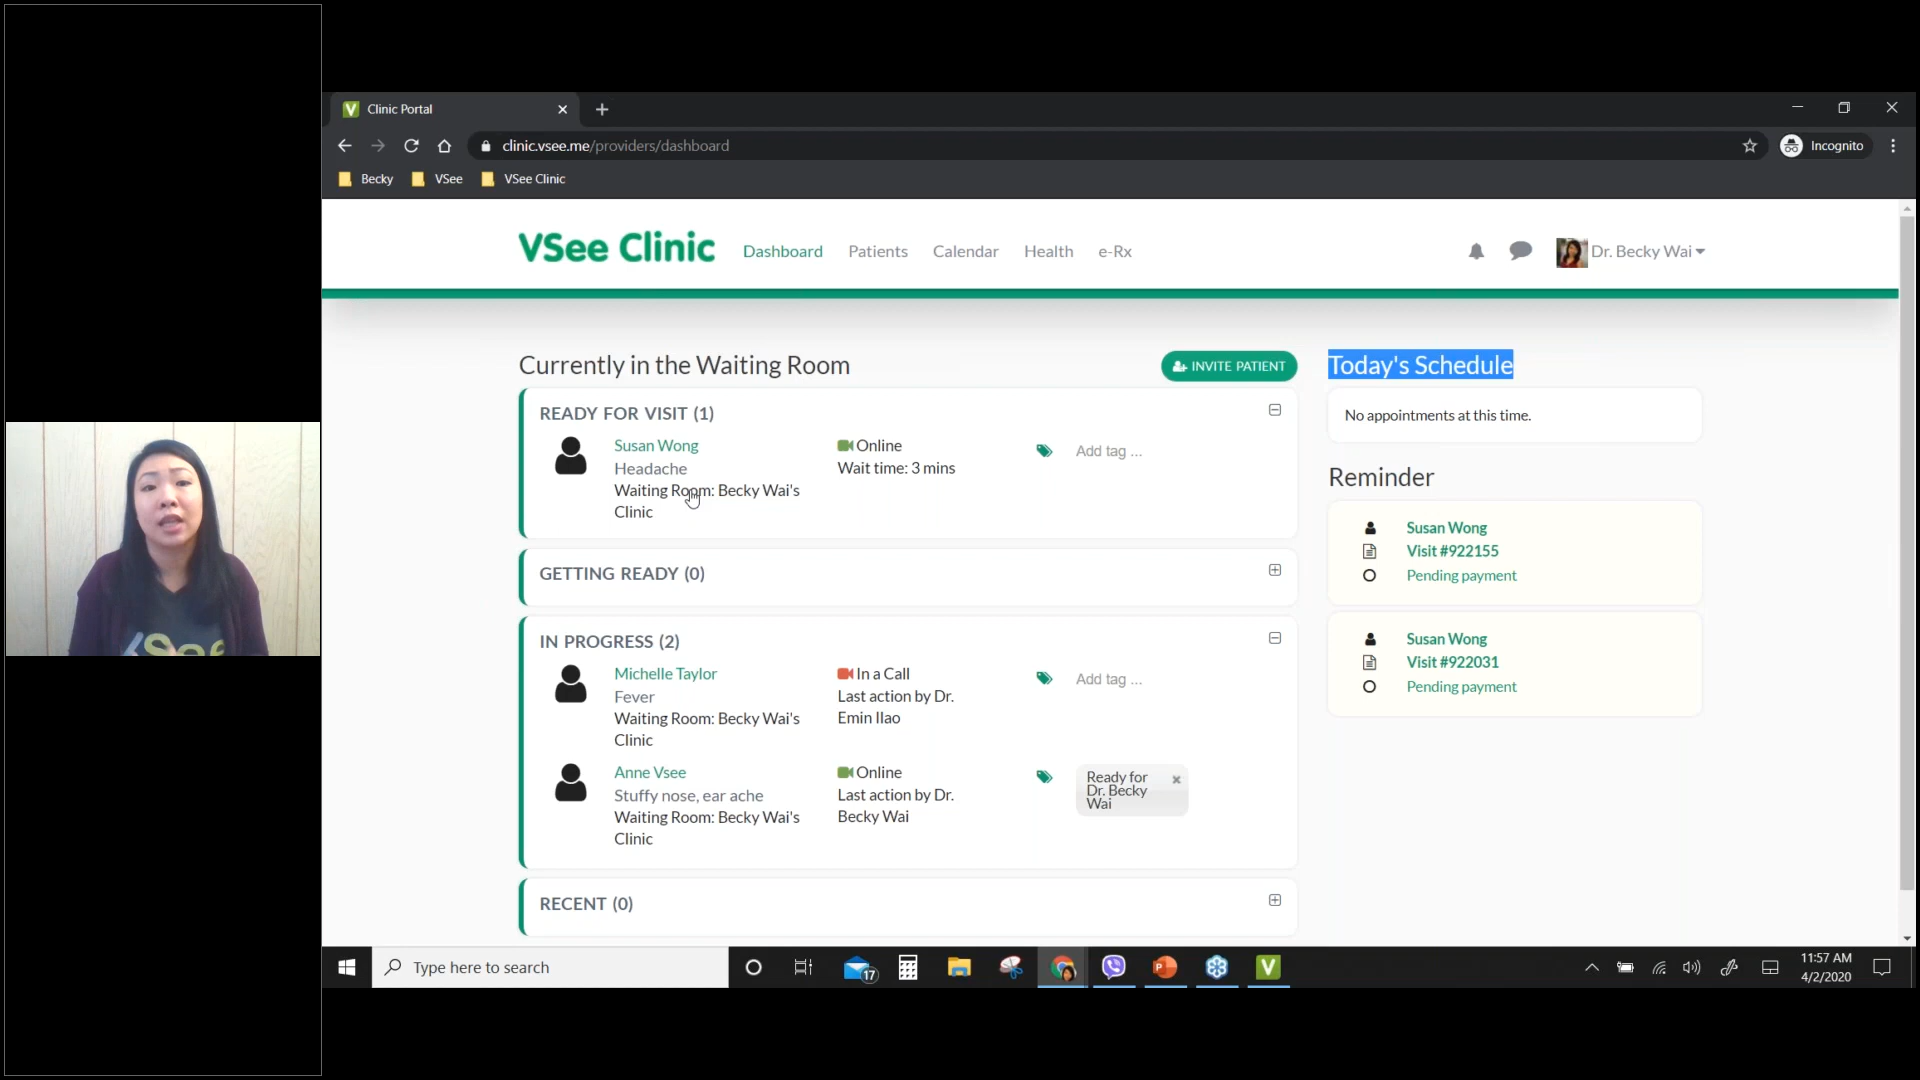 Clinic Portal
clinic.vsee.me/providers/dashboard
Incognito
Becky
VSee
VSee Clinic
VSee Clinic
Dashboard
Patients
Calendar
Health
e-Rx
Dr. Becky Wai
Currently in the Waiting Room
INVITE PATIENT
READY FOR VISIT (1)
Susan Wong
Headache
Waiting Room: Becky Wai's
Clinic
Online
Wait time: 3 mins
Add tag ...
GETTING READY (0)
IN PROGRESS (2)
Michelle Taylor
Fever
Waiting Room: Becky Wai's
Clinic
In a Call
Last action by Dr.
Emin Ilao
Add tag ...
Anne Vsee
Stuffy nose, ear ache
Waiting Room: Becky Wai's
Clinic
Online
Last action by Dr.
Becky Wai
Ready for
Dr. Becky
Wai
RECENT (0)
Today's Schedule
No appointments at this time.
Reminder
Susan Wong
Visit #922155
Pending payment
Susan Wong
Visit #922031
Pending payment
Type here to search
17
11:57 AM
4/2/2020